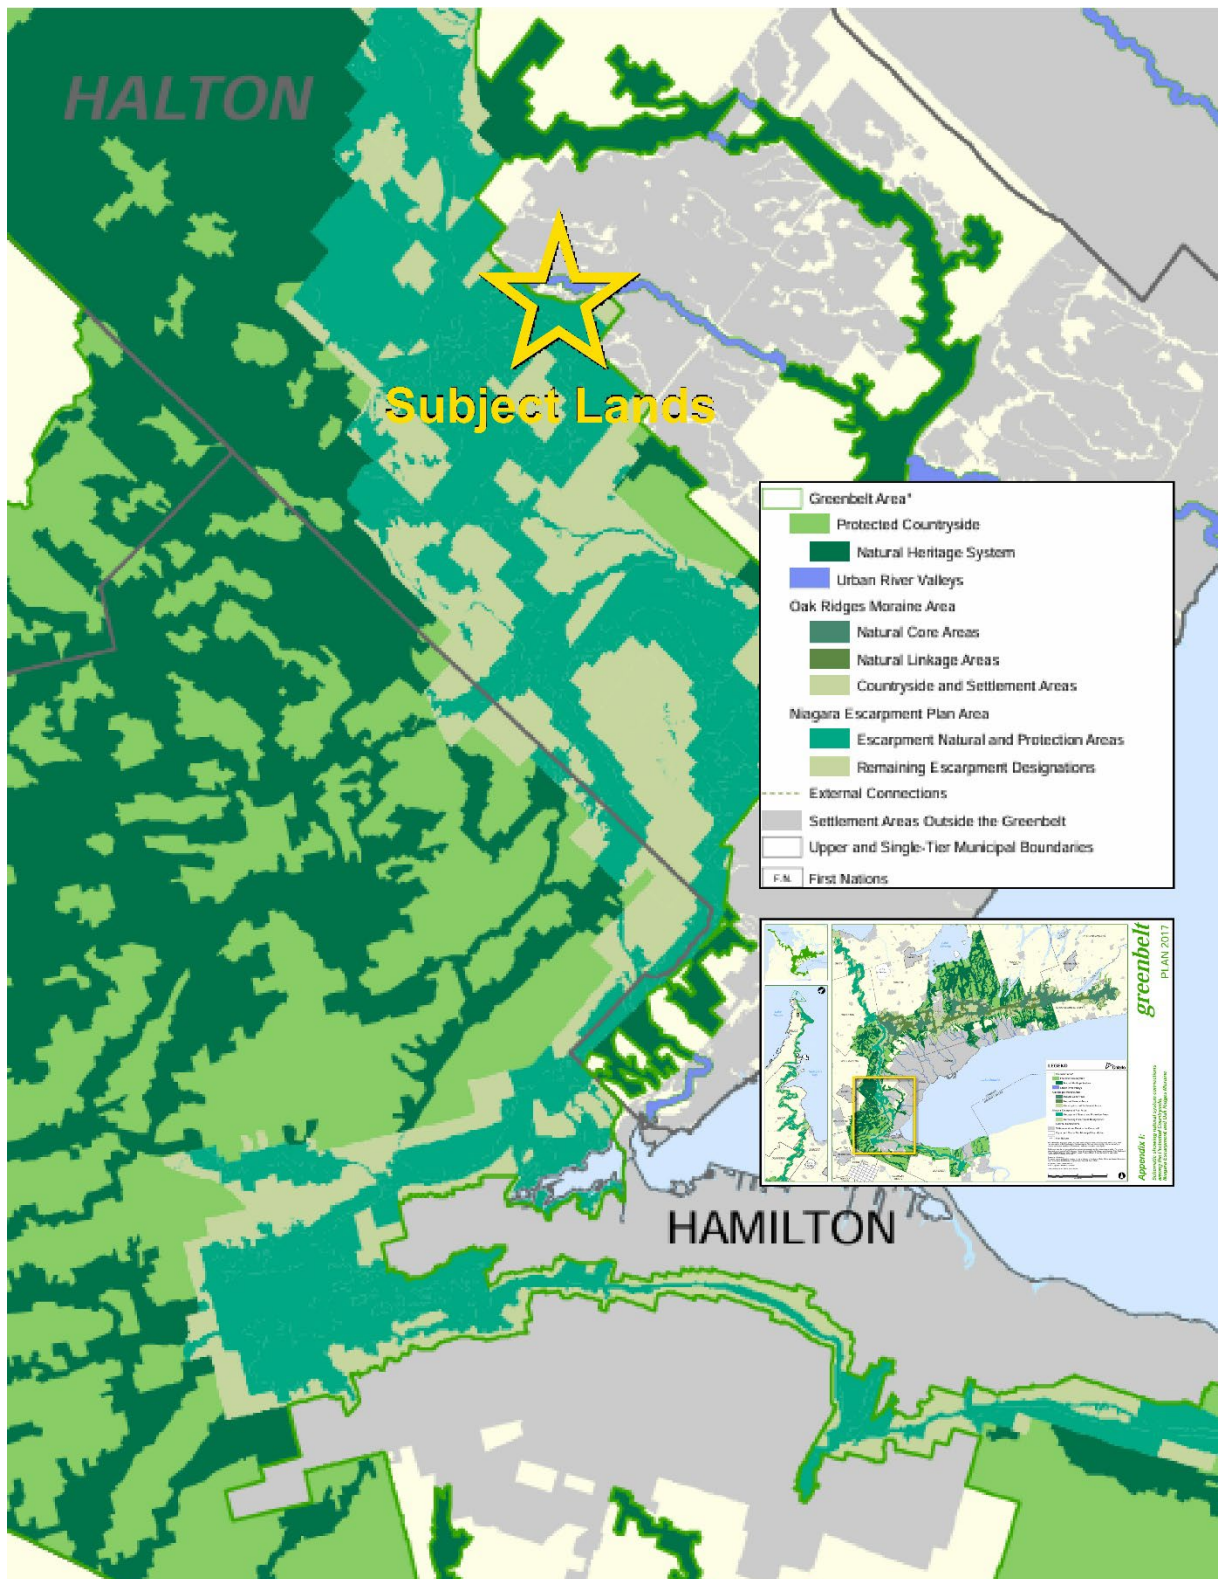 HALTON
Subject Lands
Greenbelt Area*
Protected Countryside
Natural Heritage System
Urban River Valleys
Oak Ridges Moraine Area
Natural Core Areas
Natural Linkage Areas
Countryside and Settlement Areas
Niagara Escarpment Plan Area
Escarpment Natural and Protection Areas
Remaining Escarpment Designations
External Connections
Settlement Areas Outside the Greenbelt
Upper and Single-Tier Municipal Boundaries
F.N. First Nations
greenbelt
PLAN 2017
LEGEND
Appendix I:
HAMILTON